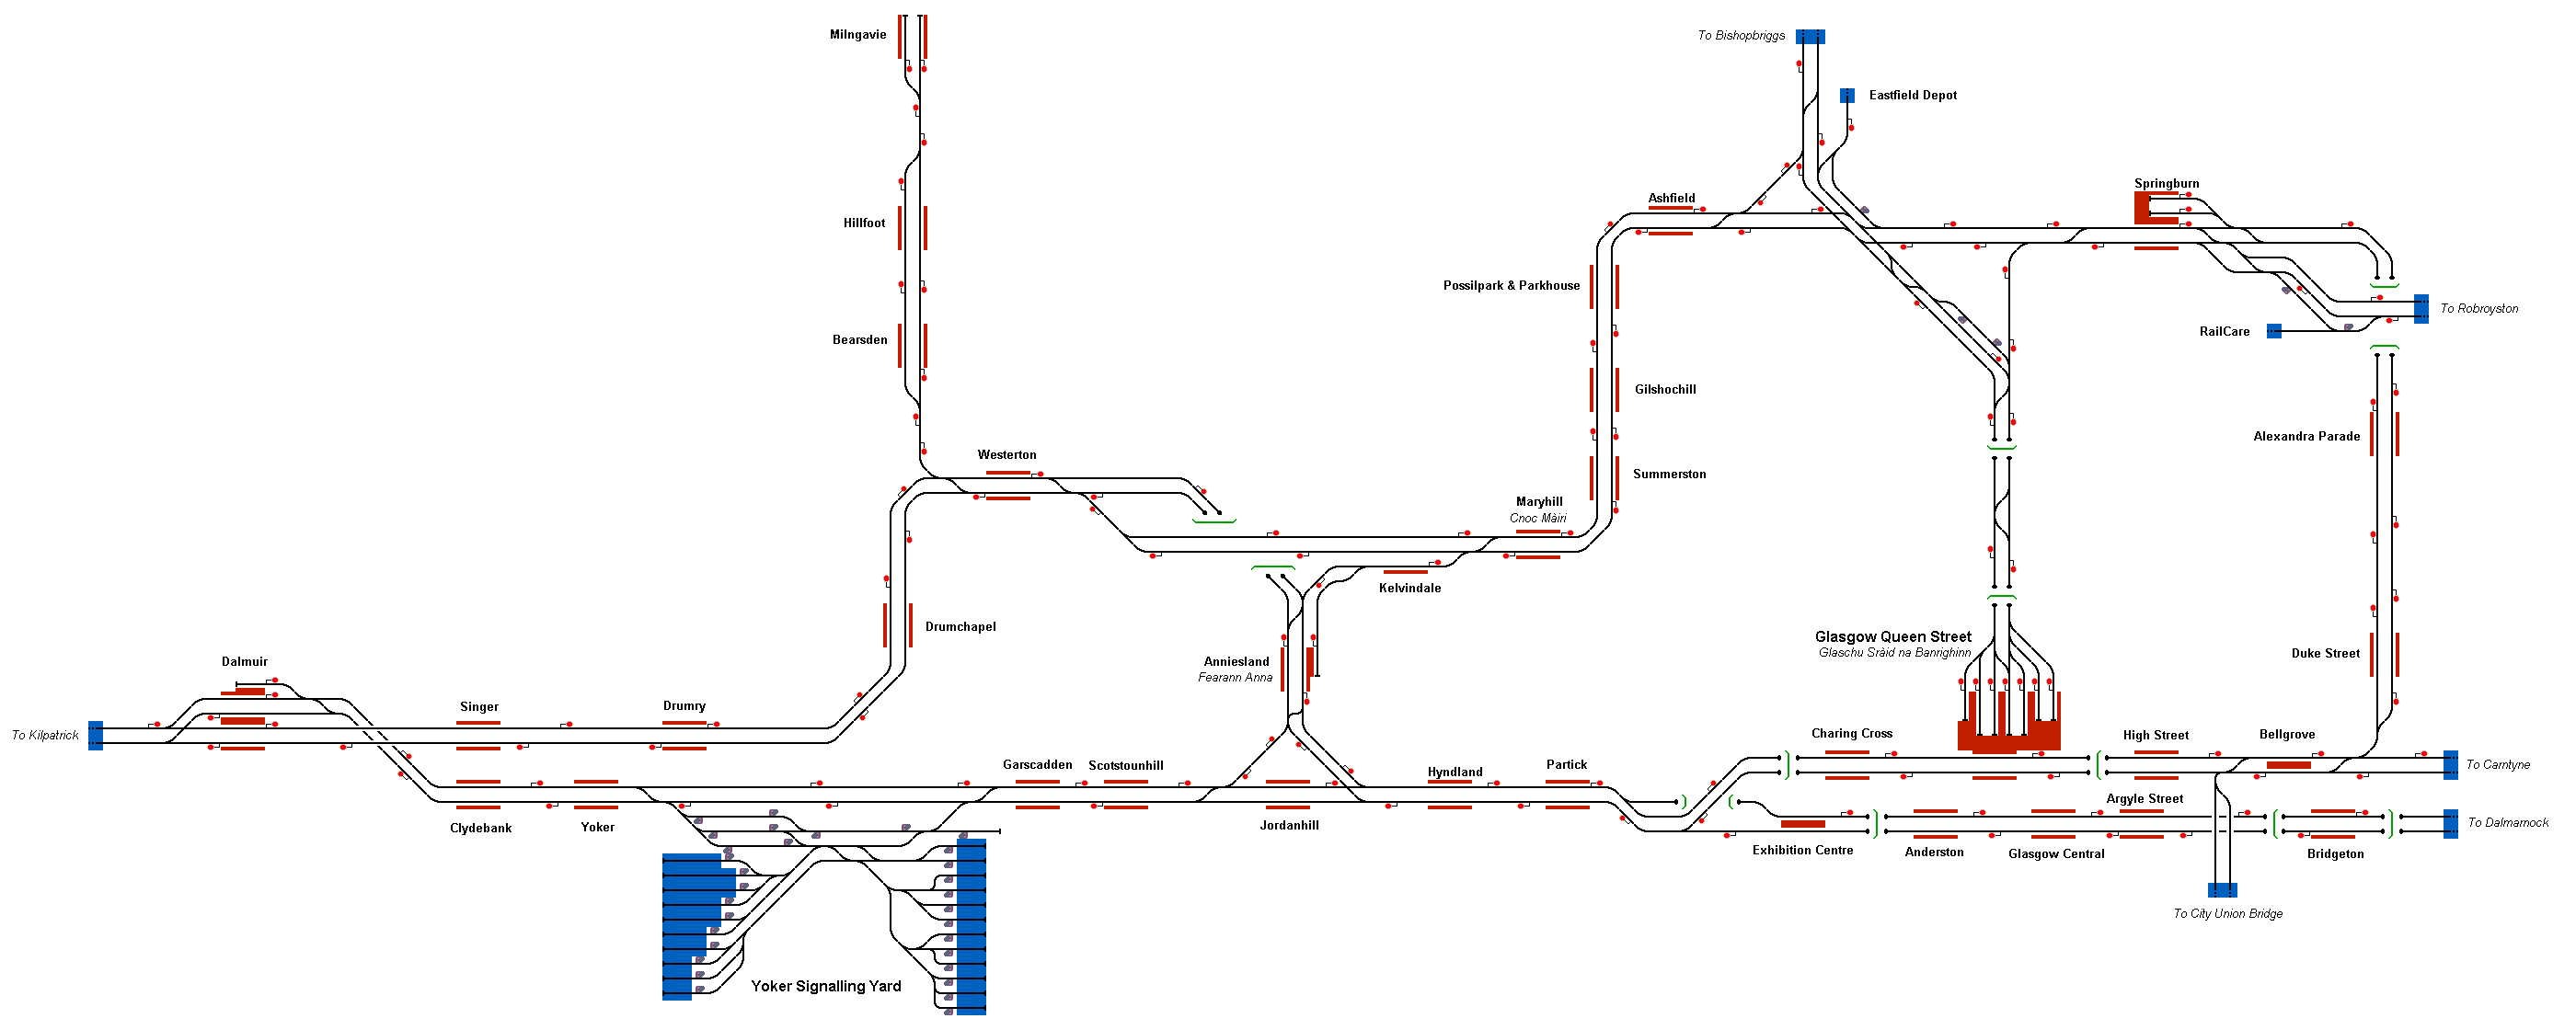 Milngavie
To Bishopbriggs
Eastfield Depot
Springburn
Ashfield
Hillfoot
Possilpark & Parkhouse
To Robroyston
RailCare
Bearsden
Gilshochill
Alexandra Parade
Westerton
Summerston
Maryhill
Cnoc Màiri
Kelvindale
Drumchapel
Glasgow Queen Street
Glaschu Sràid na Banrighinn
Duke Street
Dalmuir
Anniesland
Fearann Anna
Singer
Drumry
To Kilpatrick
Charing Cross
High Street
Bellgrove
Garscadden
Scotstounhill
Hyndland
Partick
To Carntyne
Argyle Street
Clydebank
Yoker
Jordanhill
To Dalmarnock
Exhibition Centre
Anderston
Glasgow Central
Bridgeton
To City Union Bridge
Yoker Signalling Yard